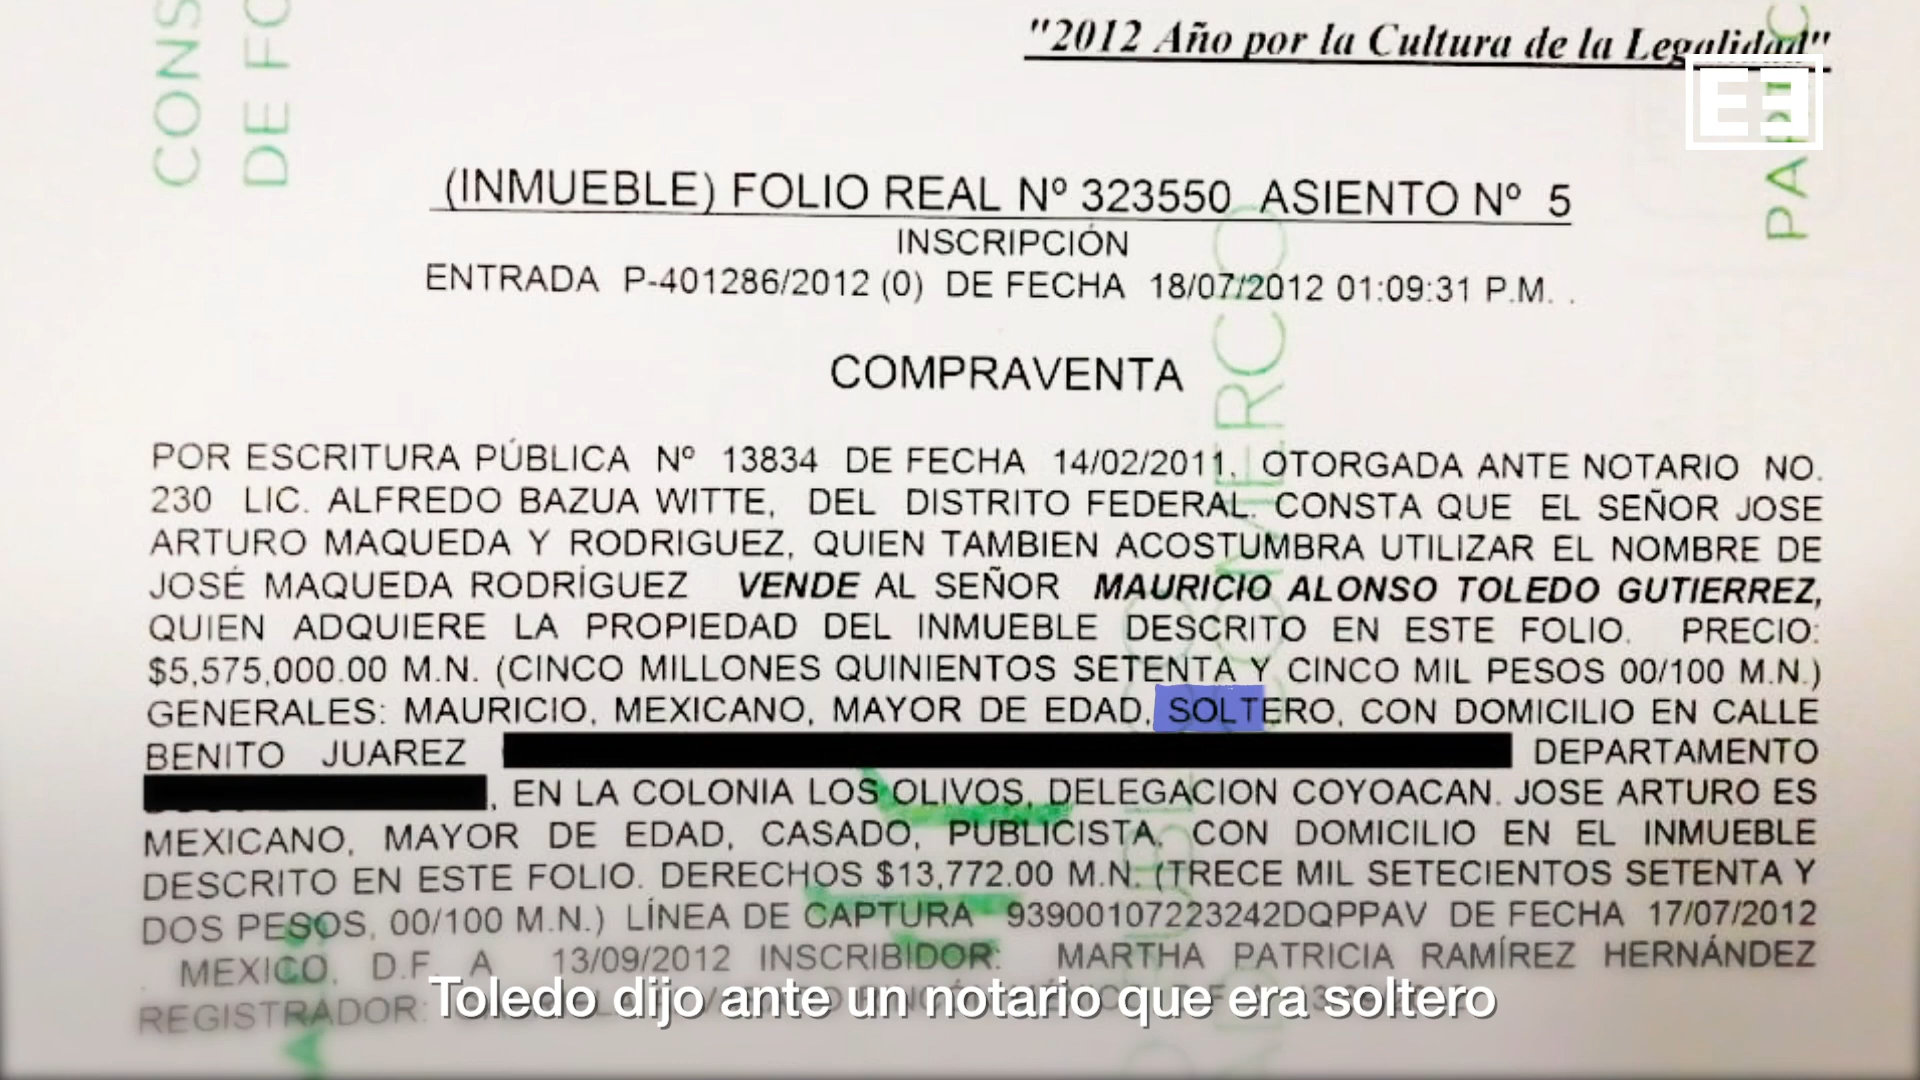 "2012 Año por la Cultura de la Legalidad"
EE
CONS
DE FO
(INMUEBLE) FOLIO REAL Nº 323550 ASIENTO Nº 5
INSCRIPCIÓN
ENTRADA P-401286/2012 (0) DE FECHA 18/07/2012 01:09:31 P.M. .
COMPRAVENTA
POR ESCRITURA PÚBLICA Nº 13834 DE FECHA 14/02/2011, OTORGADA ANTE NOTARIO NO.
230 LIC. ALFREDO BAZUA WITTE, DEL DISTRITO FEDERAL. CONSTA QUE EL SEÑOR JOSE
ARTURO MAQUEDA Y RODRIGUEZ, QUIEN TAMBIEN ACOSTUMBRA UTILIZAR EL NOMBRE DE
JOSÉ MAQUEDA RODRÍGUEZ VENDE AL SEÑOR MAURICIO ALONSO TOLEDO GUTIERREZ,
QUIEN ADQUIERE LA PROPIEDAD DEL INMUEBLE DESCRITO EN ESTE FOLIO. PRECIO:
$5,575,000.00 M.N. (CINCO MILLONES QUINIENTOS SETENTA Y CINCO MIL PESOS 00/100 M.N.)
GENERALES: MAURICIO, MEXICANO, MAYOR DE EDAD, SOLTERO, CON DOMICILIO EN CALLE
BENITO JUAREZ DEPARTAMENTO
, EN LA COLONIA LOS OLIVOS, DELEGACION COYOACAN. JOSE ARTURO ES
MEXICANO, MAYOR DE EDAD, CASADO, PUBLICISTA, CON DOMICILIO EN EL INMUEBLE
DESCRITO EN ESTE FOLIO. DERECHOS $13,772.00 M.N. (TRECE MIL SETECIENTOS SETENTA Y
DOS PESOS, 00/100 M.N.) LÍNEA DE CAPTURA 93900107223242DQPPAV DE FECHA 17/07/2012
. MEXICO, D.F. A 13/09/2012 INSCRIBIDOR: MARTHA PATRICIA RAMÍREZ HERNÁNDEZ
REGISTRADOR:
Toledo dijo ante un notario que era soltero